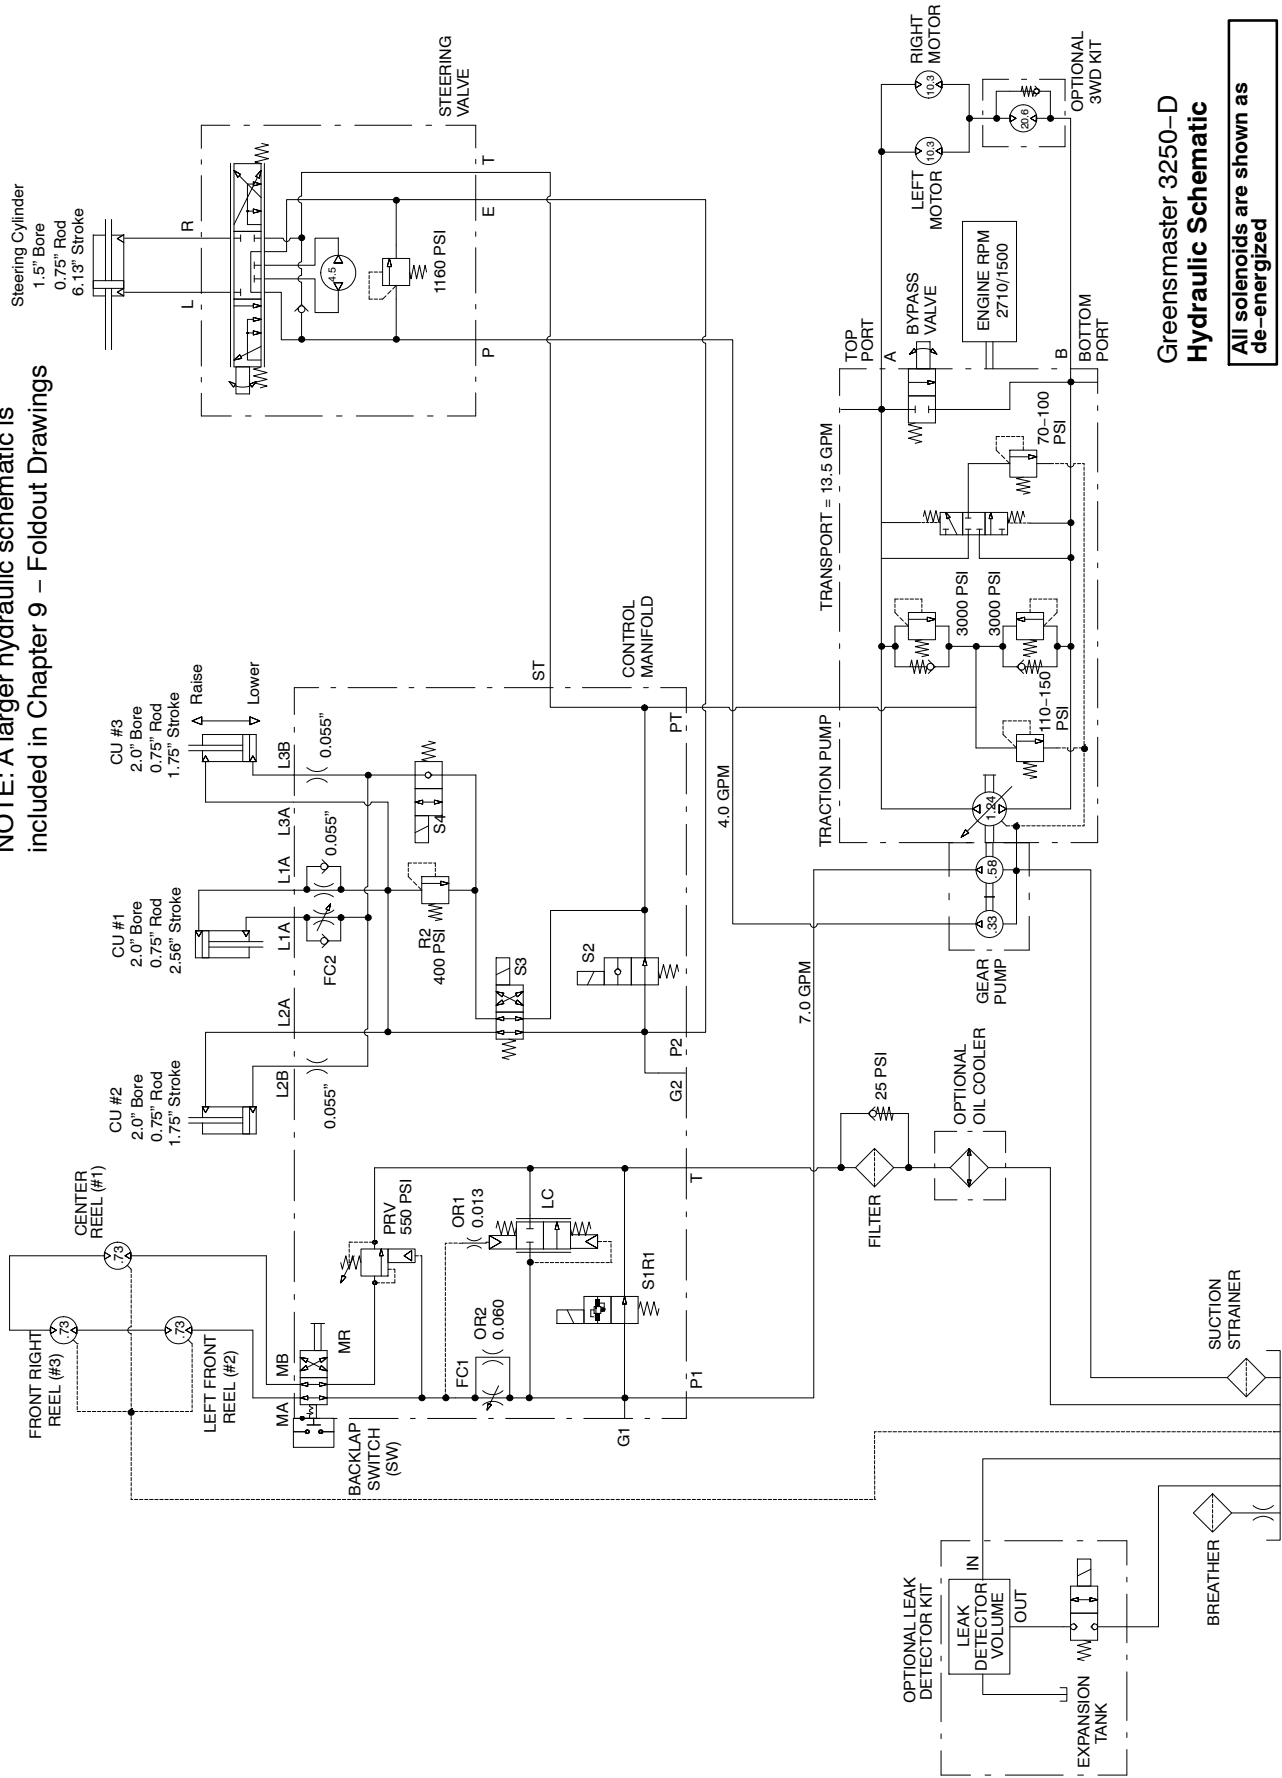 NOTE: A larger hydraulic schematic is
included in Chapter 9 – Foldout Drawings
Steering Cylinder
1.5" Bore
0.75" Rod
6.13" Stroke
L
R
4.5
1160 PSI
P
E
T
STEERING
VALVE
CU #2
2.0" Bore
0.75" Rod
1.75" Stroke
CU #1
2.0" Bore
0.75" Rod
2.56" Stroke
CU #3
2.0" Bore
0.75" Rod
1.75" Stroke
Raise
Lower
L2B
L2A
L1A
L1A
L3A
L3B
0.055"
FC2
0.055"
0.055"
R2
400 PSI
S4
S3
S2
ST
CONTROL
MANIFOLD
G2
P2
PT
FRONT RIGHT
REEL (#3)
.73
CENTER
REEL (#1)
.73
LEFT FRONT
REEL (#2)
.73
MA
MB
MR
BACKLAP
SWITCH
(SW)
PRV
550 PSI
FC1
OR2
0.060
OR1
0.013
LC
S1R1
G1
P1
T
7.0 GPM
4.0 GPM
TRACTION PUMP
TRANSPORT = 13.5 GPM
TOP
PORT
A
BYPASS
VALVE
ENGINE RPM
2710/1500
LEFT
MOTOR
10.3
RIGHT
MOTOR
10.3
20.6
OPTIONAL
3WD KIT
3000 PSI
3000 PSI
110–150
PSI
70–100
PSI
B
BOTTOM
PORT
GEAR
PUMP
.33
.58
1.24
FILTER
25 PSI
OPTIONAL
OIL COOLER
SUCTION
STRAINER
BREATHER
OPTIONAL LEAK
DETECTOR KIT
LEAK
DETECTOR
VOLUME
IN
OUT
EXPANSION
TANK
Greensmaster 3250–D
Hydraulic Schematic
All solenoids are shown as
de–energized